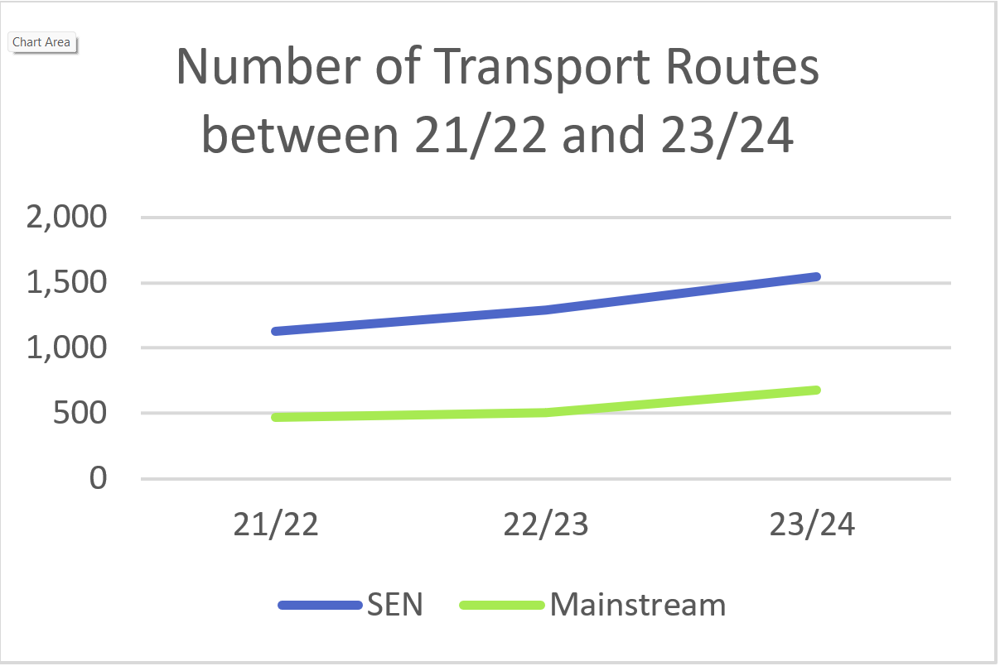 Chart Area
Number of Transport Routes
between 21/22 and 23/24
2,000
1,500
1,000
500
0
21/22 22/23 23/24
SEN Mainstream